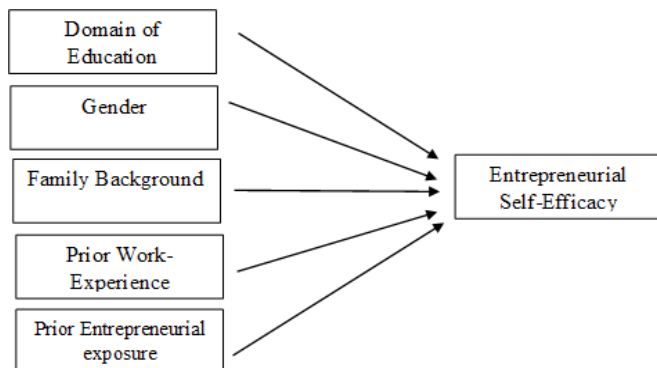 Domain of
Education
Gender
Family Background
Prior Work-
Experience
Prior Entrepreneurial
exposure
Entrepreneurial
Self-Efficacy